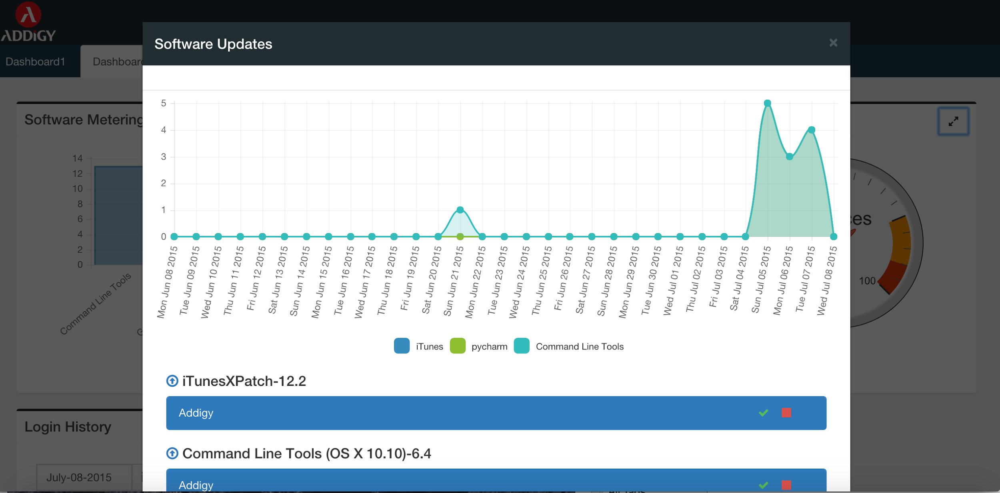 ADDIGY
Dashboard1
Software Updates
×
Software Metering
14
12
10
8
6
4
2
0
Command Line Tools
5
4
3
2
1
0
Mon Jun 08 2015
Tue Jun 09 2015
Wed Jun 10 2015
Thu Jun 11 2015
Fri Jun 12 2015
Sat Jun 13 2015
Sun Jun 14 2015
Mon Jun 15 2015
Tue Jun 16 2015
Wed Jun 17 2015
Thu Jun 18 2015
Fri Jun 19 2015
Sat Jun 20 2015
Sun Jun 21 2015
Mon Jun 22 2015
Tue Jun 23 2015
Wed Jun 24 2015
Thu Jun 25 2015
Fri Jun 26 2015
Sat Jun 27 2015
Sun Jun 28 2015
Mon Jun 29 2015
Tue Jun 30 2015
Wed Jul 01 2015
Thu Jul 02 2015
Fri Jul 03 2015
Sat Jul 04 2015
Sun Jul 05 2015
Mon Jul 06 2015
Tue Jul 07 2015
Wed Jul 08 2015
100
iTunes pycharm Command Line Tools
iTunesXPatch-12.2
Addigy
Command Line Tools (OS X 10.10)-6.4
Addigy
Login History
July-08-2015